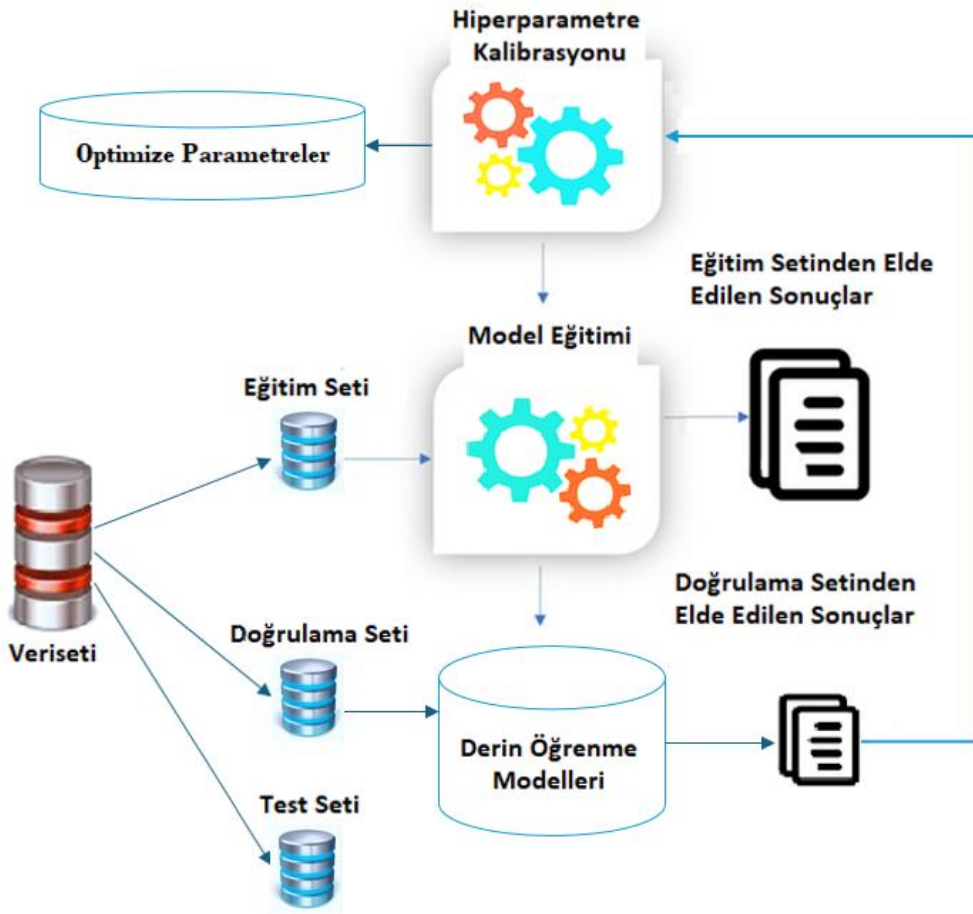 Hiperparametre
Kalibrasyonu
Optimize Parametreler
Eğitim Setinden Elde
Edilen Sonuçlar
Model Eğitimi
Eğitim Seti
Veriseti
Doğrulama Setinden
Elde Edilen Sonuçlar
Doğrulama Seti
Derin Öğrenme
Modelleri
Test Seti